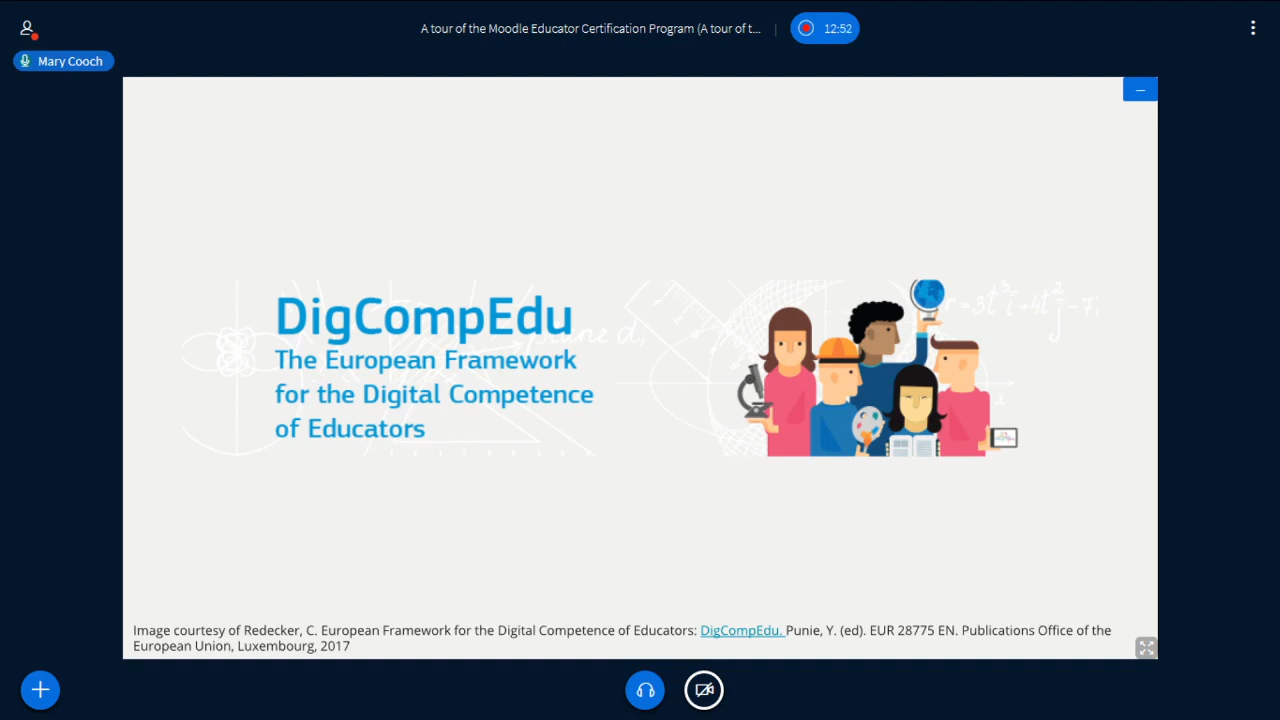 A tour of the Moodle Educator Certification Program (A tour of t...
12:52
Mary Cooch
DigCompEdu
The European Framework
for the Digital Competence
of Educators
Image courtesy of Redecker, C. European Framework for the Digital Competence of Educators: DigCompEdu. Punie, Y. (ed). EUR 28775 EN. Publications Office of the
European Union, Luxembourg, 2017